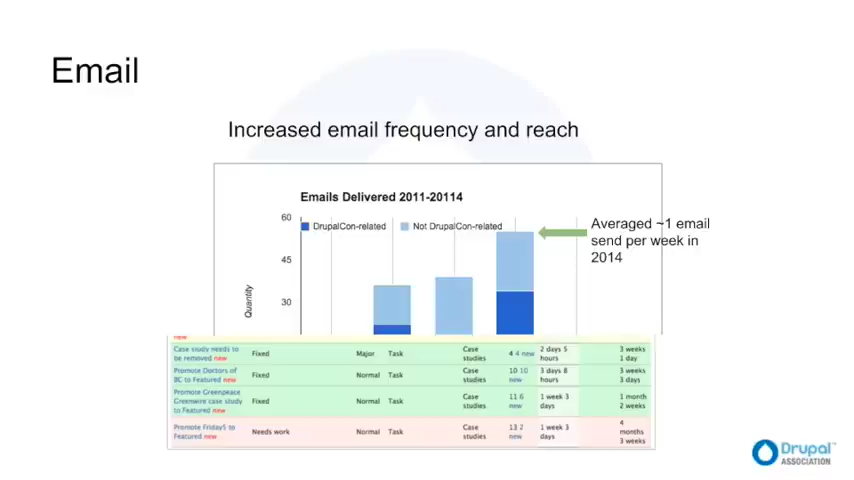 Email
Increased email frequency and reach
Emails Delivered 2011-20114
60
DrupalCon-related
Not DrupalCon-related
Averaged ~1 email
send per week in
2014
45
30
Quantity
new
Case study needs to
be removed new
Fixed
Major
Task
Case
studies
4 4 new
2 days 5
hours
3 weeks
1 day
Promote Doctors of
BC to Featured new
Fixed
Normal
Task
Case
studies
10 10
new
3 days 8
hours
3 weeks
3 days
Promote Greenpeace
Greenwire case study
to Featured new
Fixed
Normal
Task
Case
studies
11 6
new
1 week 3
days
1 month
2 weeks
Promote Friday5 to
Featured new
Needs work
Normal
Task
Case
studies
13 2
new
1 week 3
days
4
months
3 weeks
Drupal™
ASSOCIATION